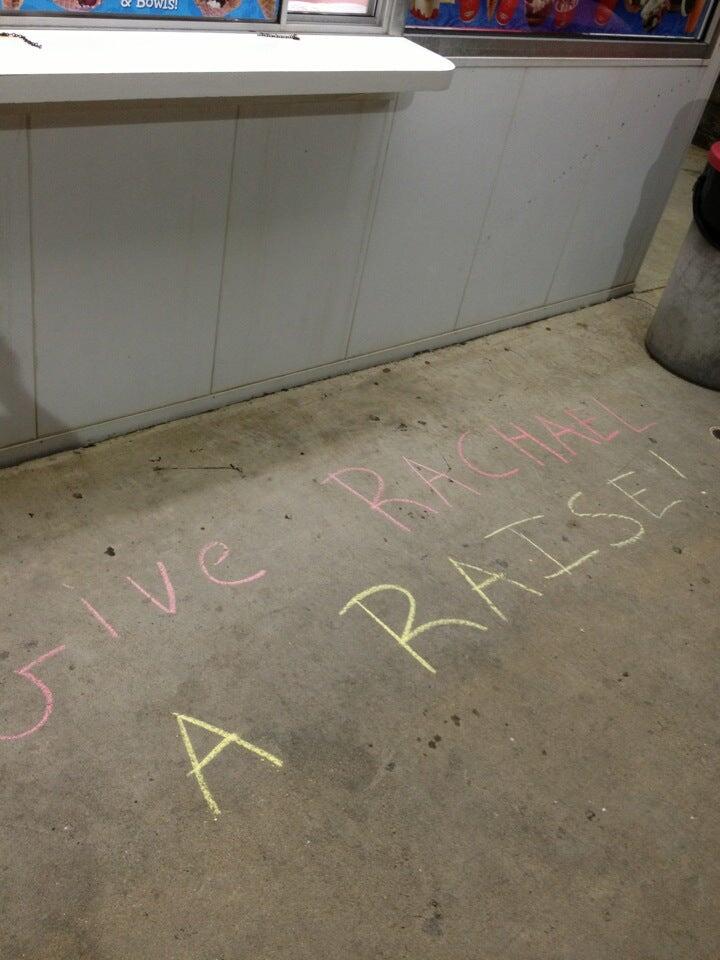 & BOWLS!
GIVe RACHAEL
A RAISE!